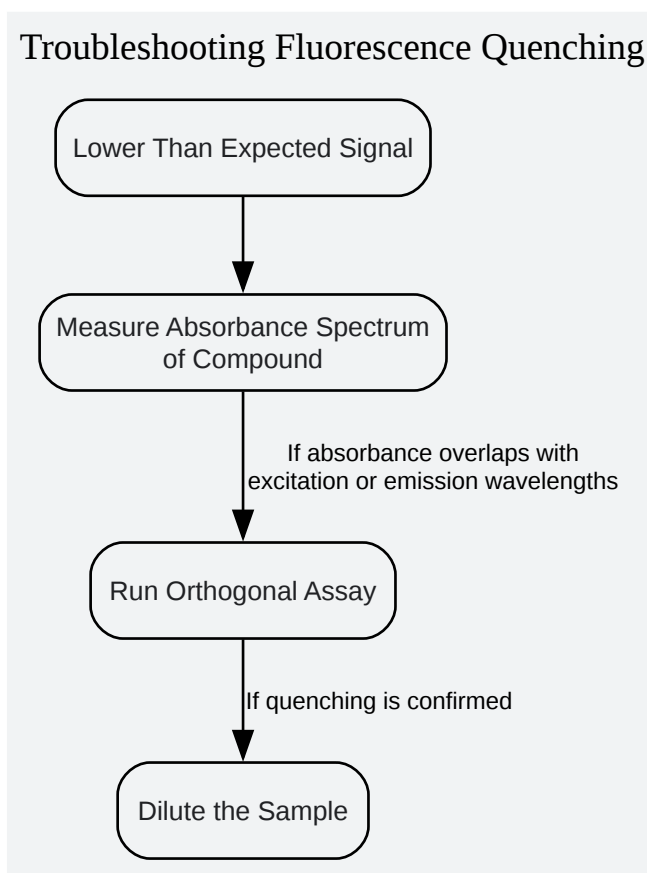 Troubleshooting Fluorescence Quenching
Lower Than Expected Signal
Measure Absorbance Spectrum
of Compound
If absorbance overlaps with
excitation or emission wavelengths
Run Orthogonal Assay
If quenching is confirmed
Dilute the Sample